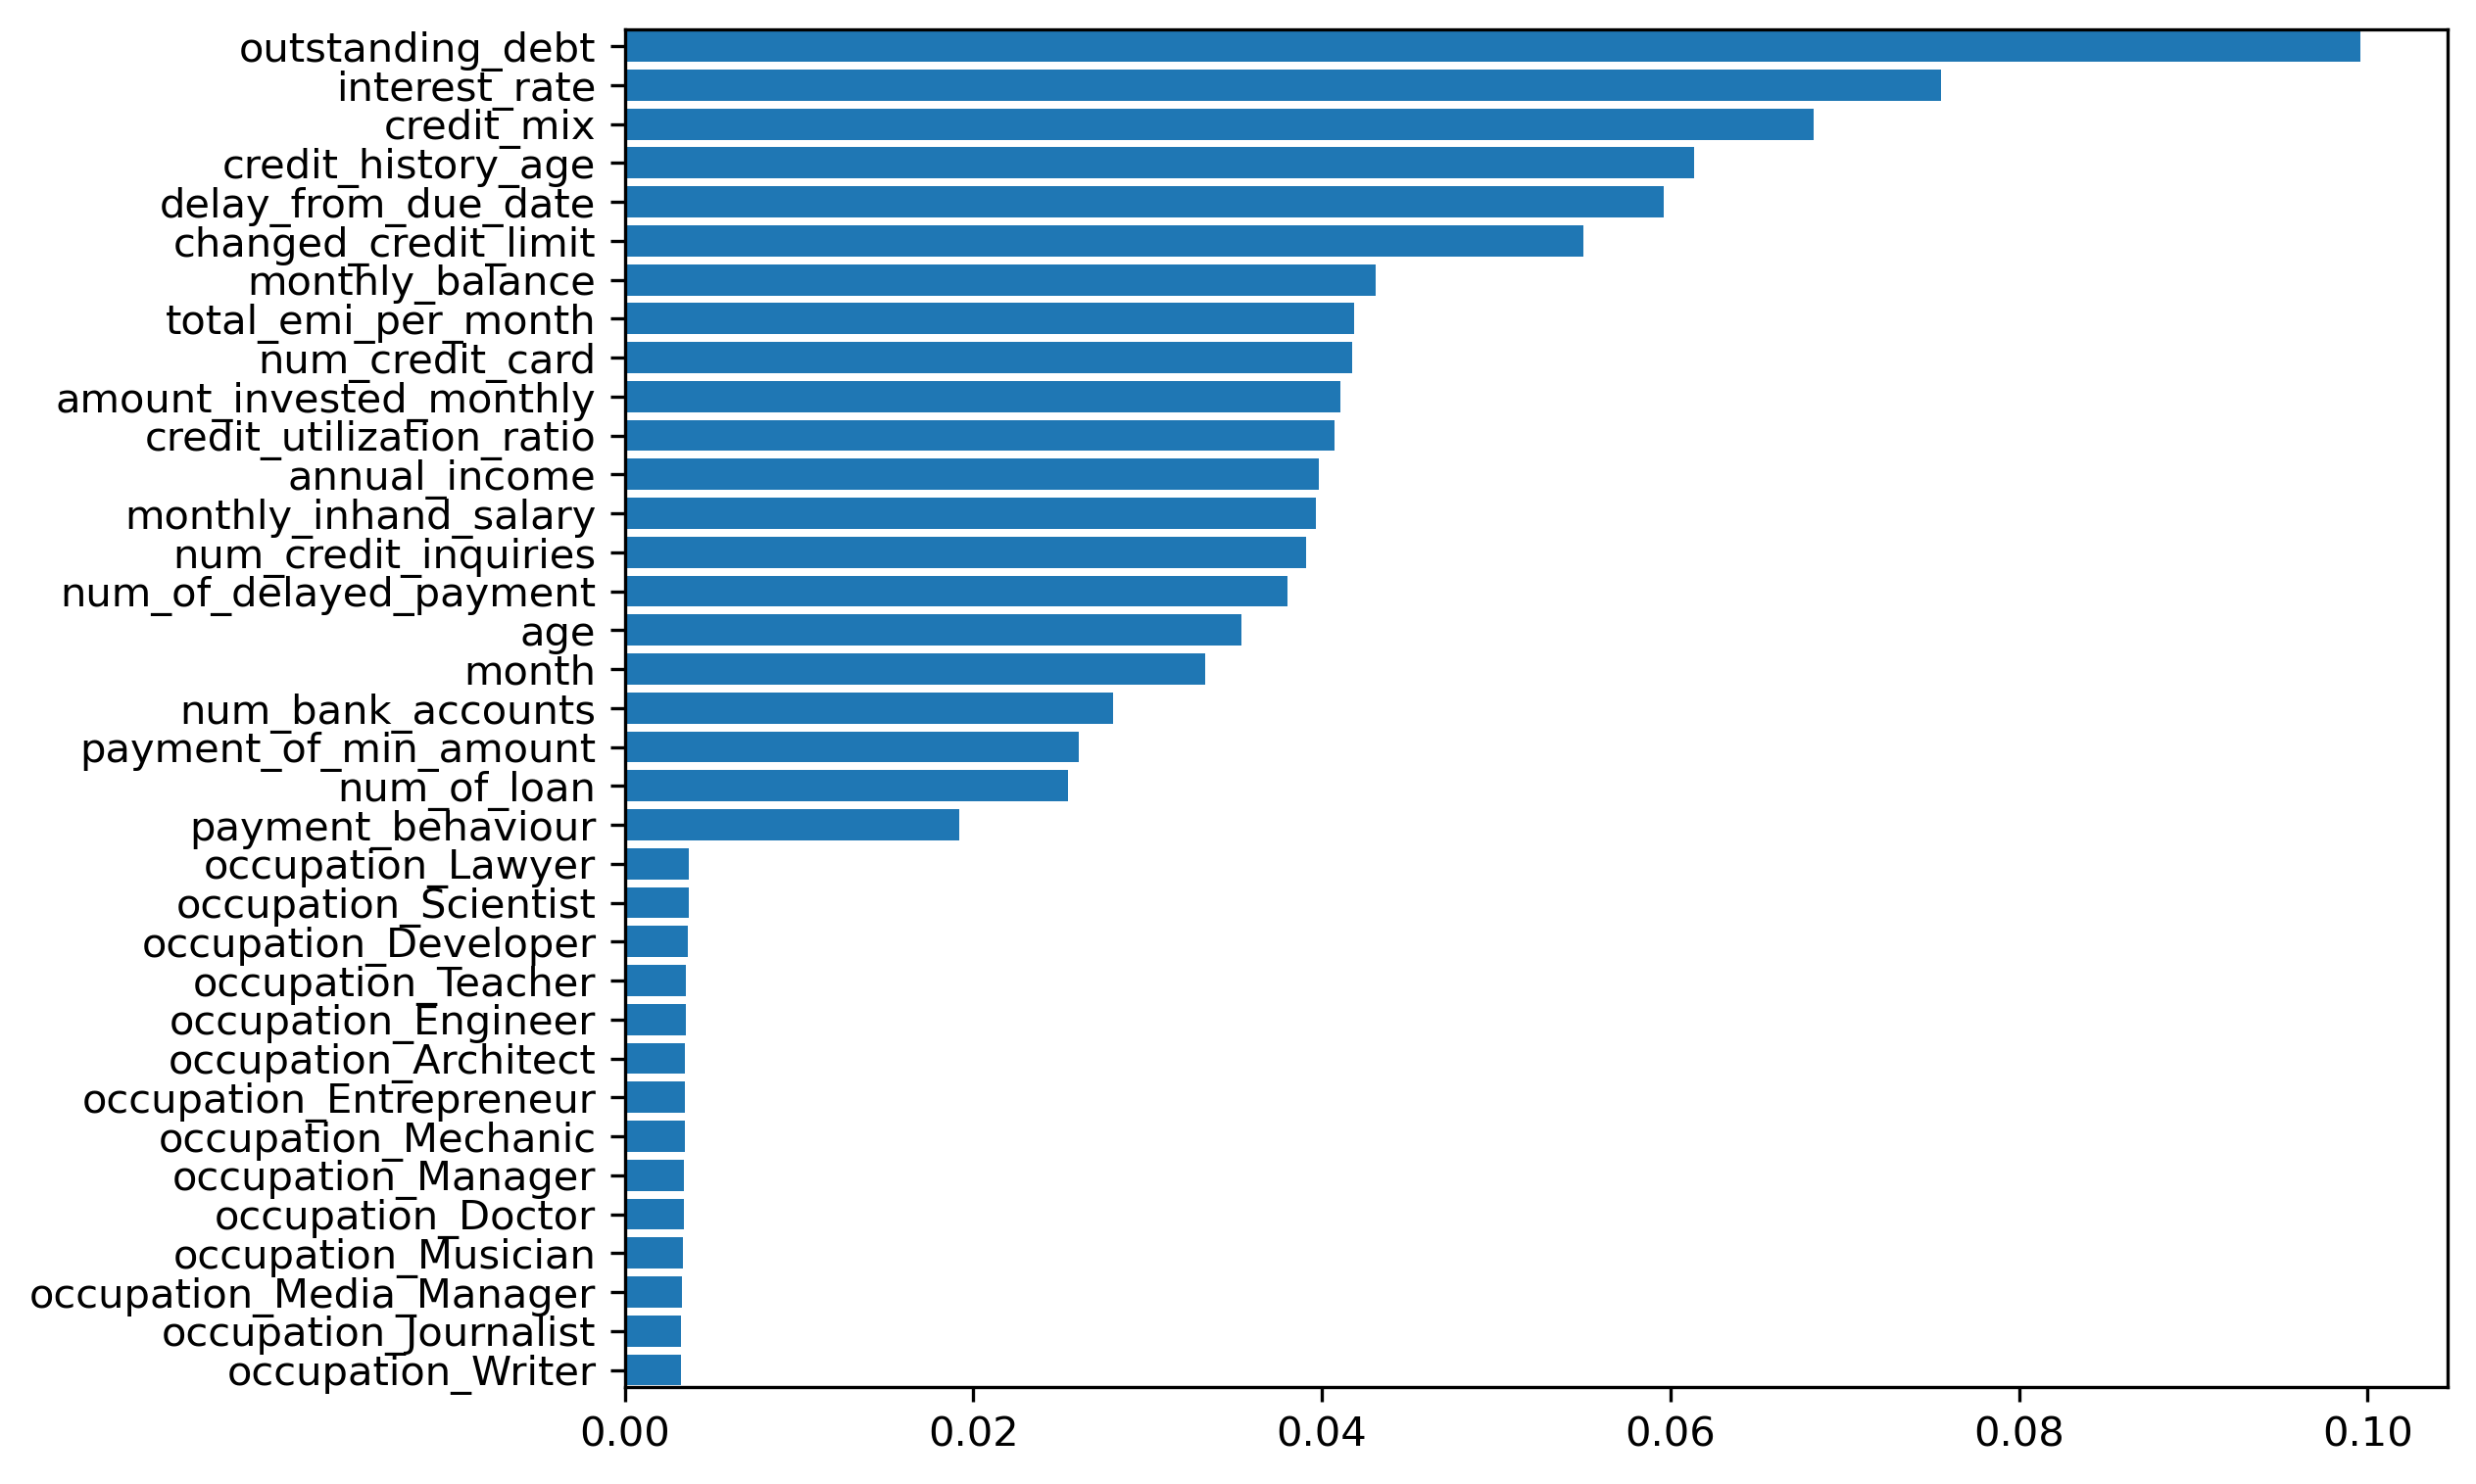 outstanding_debt
interest_rate
credit_mix
credit_history_age
delay_from_due_date
changed_credit_limit
monthly_balance
total_emi_per_month
num_credit_card
amount_invested_monthly
credit_utilization_ratio
annual_income
monthly_inhand_salary
num_credit_inquiries
num_of_delayed_payment
age
month
num_bank_accounts
payment_of_min_amount
num_of_loan
payment_behaviour
occupation_Lawyer
occupation_Scientist
occupation_Developer
occupation_Teacher
occupation_Engineer
occupation_Architect
occupation_Entrepreneur
occupation_Mechanic
occupation_Manager
occupation_Doctor
occupation_Musician
occupation_Media_Manager
occupation_Journalist
occupation_Writer
0.00 0.02 0.04 0.06 0.08 0.10